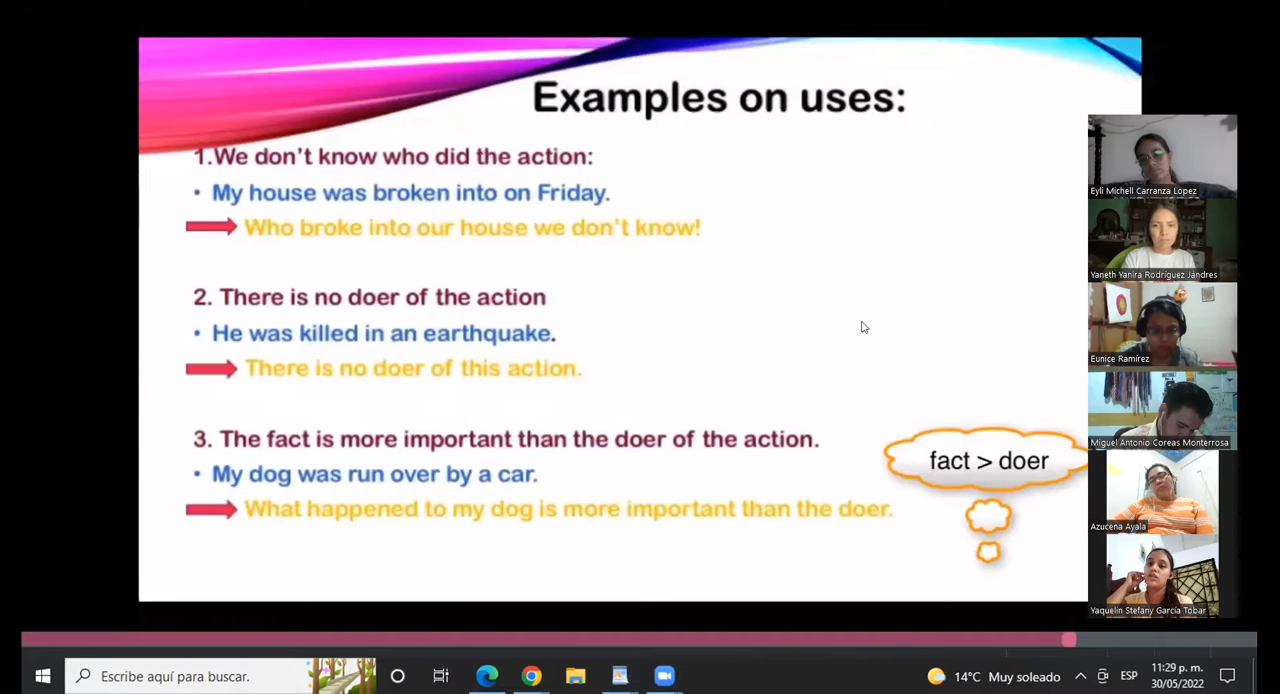 Examples on uses:
1.We don't know who did the action:
• My house was broken into on Friday.
Who broke into our house we don't know!
2. There is no doer of the action
• He was killed in an earthquake.
There is no doer of this action.
3. The fact is more important than the doer of the action.
• My dog was run over by a car.
What happened to my dog is more important than the doer.
fact > doer
Eyli Michell Carranza Lopez
Yaneth Yanira Rodríguez Jandres
Eunice Ramírez
Miguel Antonio Coreas Monterrosa
Azucena Ayala
Yaquelin Stefany García Tobar
Escribe aquí para buscar.
14°C Muy soleado
ESP
11:29 p. m.
30/05/2022